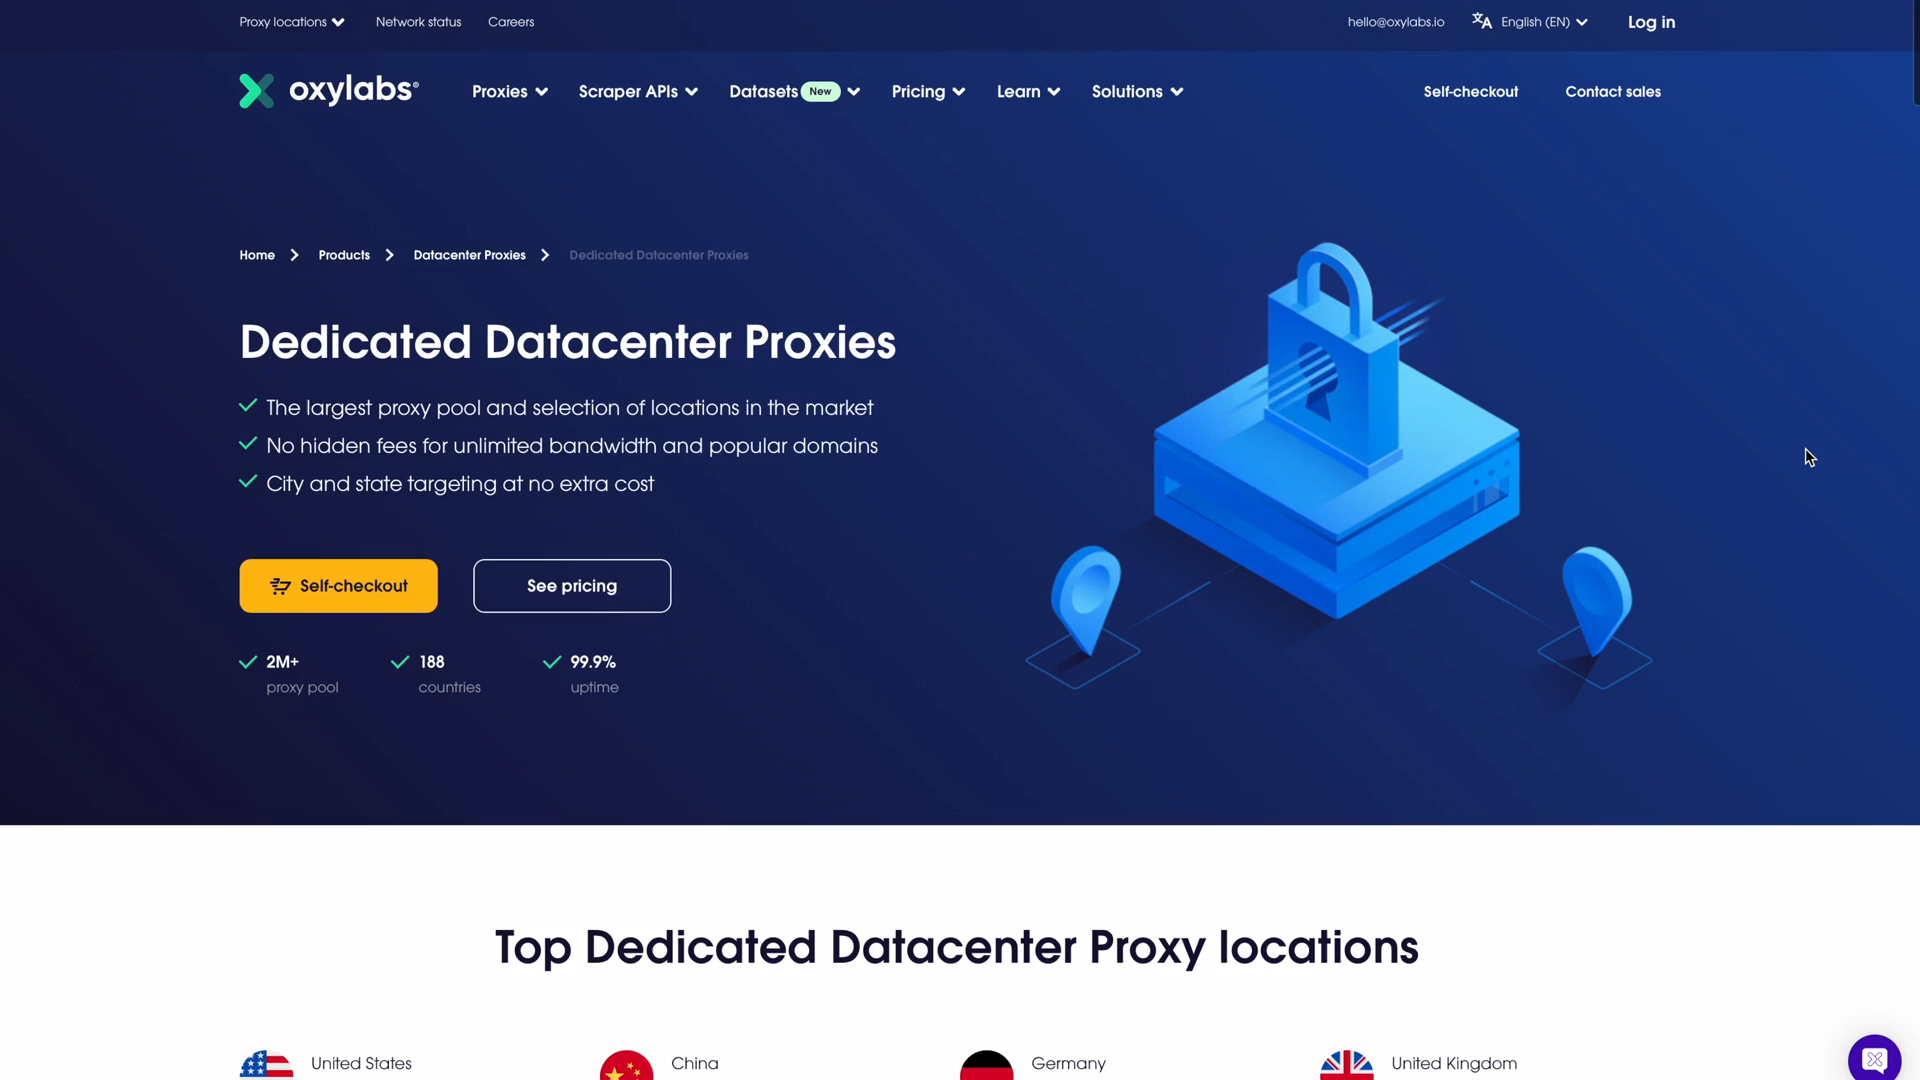 Proxy locations
Network status
Careers
hello@oxylabs.io
English (EN)
Log in
oxylabs®
Proxies
Scraper APIs
Datasets New
Pricing
Learn
Solutions
Self-checkout
Contact sales
Home
Products
Datacenter Proxies
Dedicated Datacenter Proxies
Dedicated Datacenter Proxies
The largest proxy pool and selection of locations in the market
No hidden fees for unlimited bandwidth and popular domains
City and state targeting at no extra cost
Self-checkout
See pricing
2M+
proxy pool
188
countries
99.9%
uptime
Top Dedicated Datacenter Proxy locations
United States
China
Germany
United Kingdom